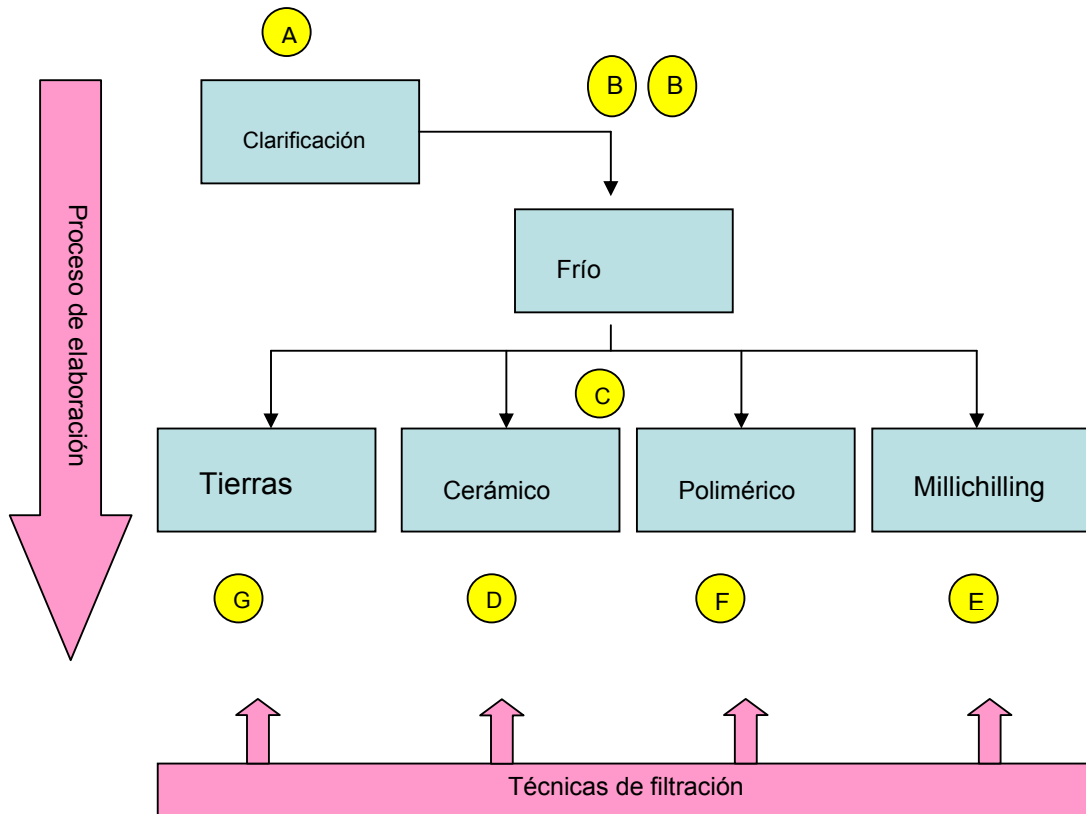 A
B B
Clarificación
Proceso de elaboración
Frío
C
Tierras
Cerámico
Polimérico
Millichilling
G
D
F
E
Técnicas de filtración